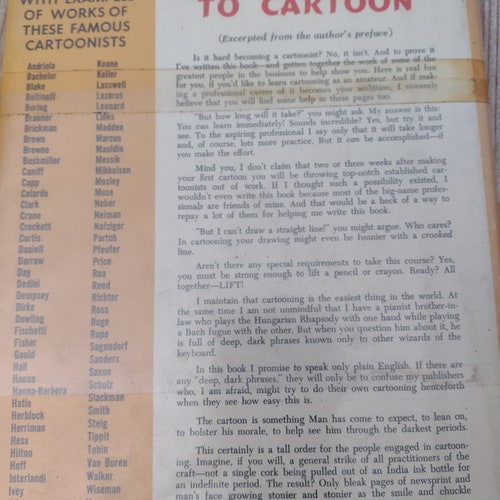 WITH EXAMPLES
OF WORKS OF
THESE FAMOUS
CARTOONISTS
Andriola
Bachelor
Blake
Boltinoff
Boring
Branner
Brickman
Brown
Browne
Bushmiller
Caniff
Capp
Celardo
Clark
Crane
Crockett
Curtis
Daniell
Darrow
Day
Dedini
Dempsey
Dirks
Dowling
Fischetti
Fisher
Gould
Hall
Hanan
Hanna-Barbera
Hatlo
Herblock
Herriman
Hess
Hilton
Hoff
Interlandi
Ivey
Keane
Keller
Lasswell
Lazarus
Leonard
Links
Madden
Marcus
Mauldin
Messik
Mikkelsen
Mosley
Muse
Neher
Neiman
Nofziger
Partch
Pfeufer
Price
Rea
Reed
Richter
Ross
Ruge
Rupe
Sagendorf
Sanders
Saxon
Schulz
Slackman
Smith
Steig
Tippit
Tobin
Van Buren
Walker
Wiseman
TO CARTOON
(Excerpted from the author's preface)
Is it hard becoming a cartoonist? No, it isn't. And to prove it
I've written this book—and gotten together the work of some of the
greatest people in the business to help show you. Here is real fun
for you, if you'd like to learn cartooning as an amateur. And if mak-
ing a professional career of it becomes your ambition, I sincerely
believe that you will find some help in these pages too.
"But how long will it take?" you might ask. My answer is this:
You can learn immediately! Sounds incredible? Yes, but try it and
see. To the aspiring professional I say only that it will take longer
and, of course, lots more practice. But it can be accomplished—if
you make the effort.
Mind you, I don't claim that two or three weeks after making
your first cartoon you will be throwing top-notch established car-
toonists out of work. If I thought such a possibility existed, I
wouldn't even write this book because most of the big-name profes-
sionals are friends of mine. And that would be a heck of a way to
repay a lot of them for helping me write this book.
"But I can't draw a straight line!" you might argue. Who cares?
In cartooning your drawing might even be funnier with a crooked
line.
Aren't there any special requirements to take this course? Yes,
you must be strong enough to lift a pencil or crayon. Ready? All
together—LIFT!
I maintain that cartooning is the easiest thing in the world. At
the same time I am not unmindful that I have a pianist brother-in-
law who plays the Hungarian Rhapsody with one hand while playing
a Bach fugue with the other. But when you question him about it, he
is full of deep, dark phrases known only to other wizards of the
keyboard.
In this book I promise to speak only plain English. If there are
any "deep, dark phrases," they will only be to confuse my publishers
who, I am afraid, might try to do their own cartooning henceforth
when they see how easy this is.
The cartoon is something Man has come to expect, to lean on,
to bolster his morale, to help see him through the darkest periods.
This certainly is a tall order for the people engaged in cartoon-
ing. Imagine, if you will, a general strike of all practitioners of the
craft—not a single cork being pulled out of an India ink bottle for
an indefinite period. The result? Only bleak pages of newsprint and
man's face growing stonier and stonier as the smile and chuckle